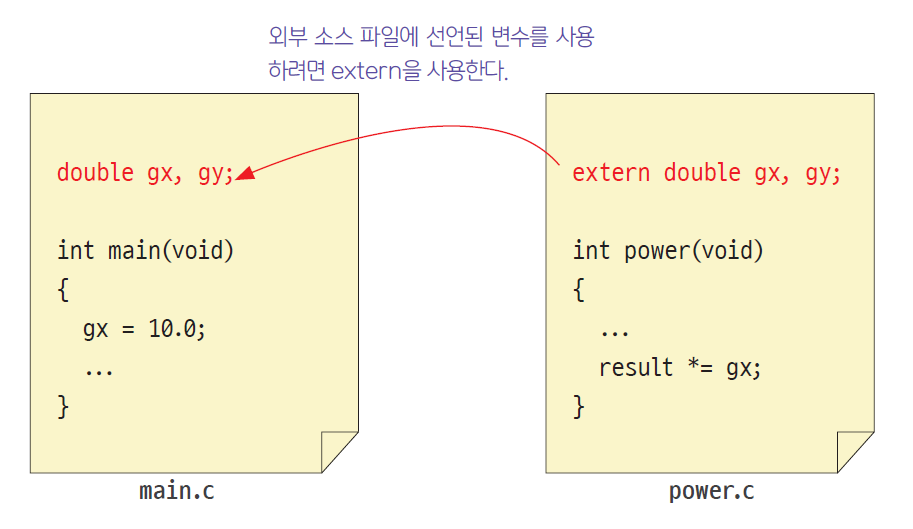 외부 소스 파일에 선언된 변수를 사용
하려면 extern을 사용한다.
double gx, gy;
int main(void)
{
gx = 10.0;
...
}
main.c
extern double gx, gy;
int power(void)
{
...
result *= gx;
}
power.c